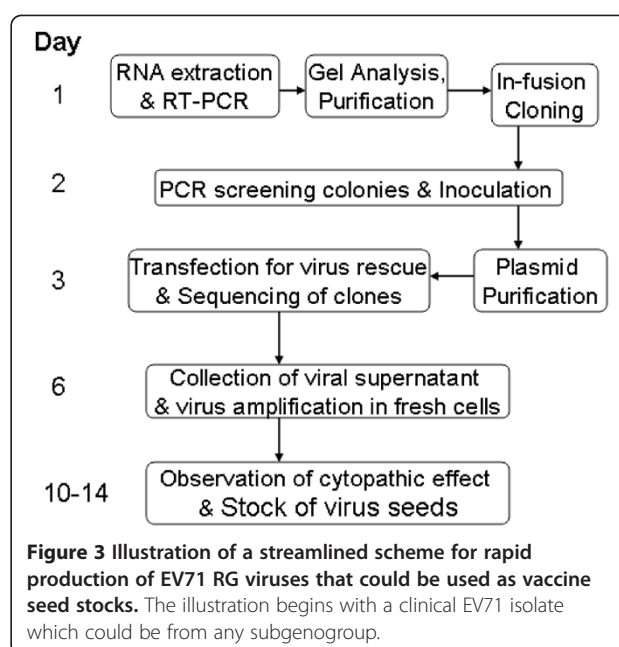 Day
1
RNA extraction
& RT-PCR
Gel Analysis,
Purification
In-fusion
Cloning
2
PCR screening colonies & Inoculation
3
Transfection for virus rescue
& Sequencing of clones
Plasmid
Purification
6
Collection of viral supernatant
& virus amplification in fresh cells
10-14
Observation of cytopathic effect
& Stock of virus seeds
Figure 3 Illustration of a streamlined scheme for rapid
production of EV71 RG viruses that could be used as vaccine
seed stocks. The illustration begins with a clinical EV71 isolate
which could be from any subgenogroup.